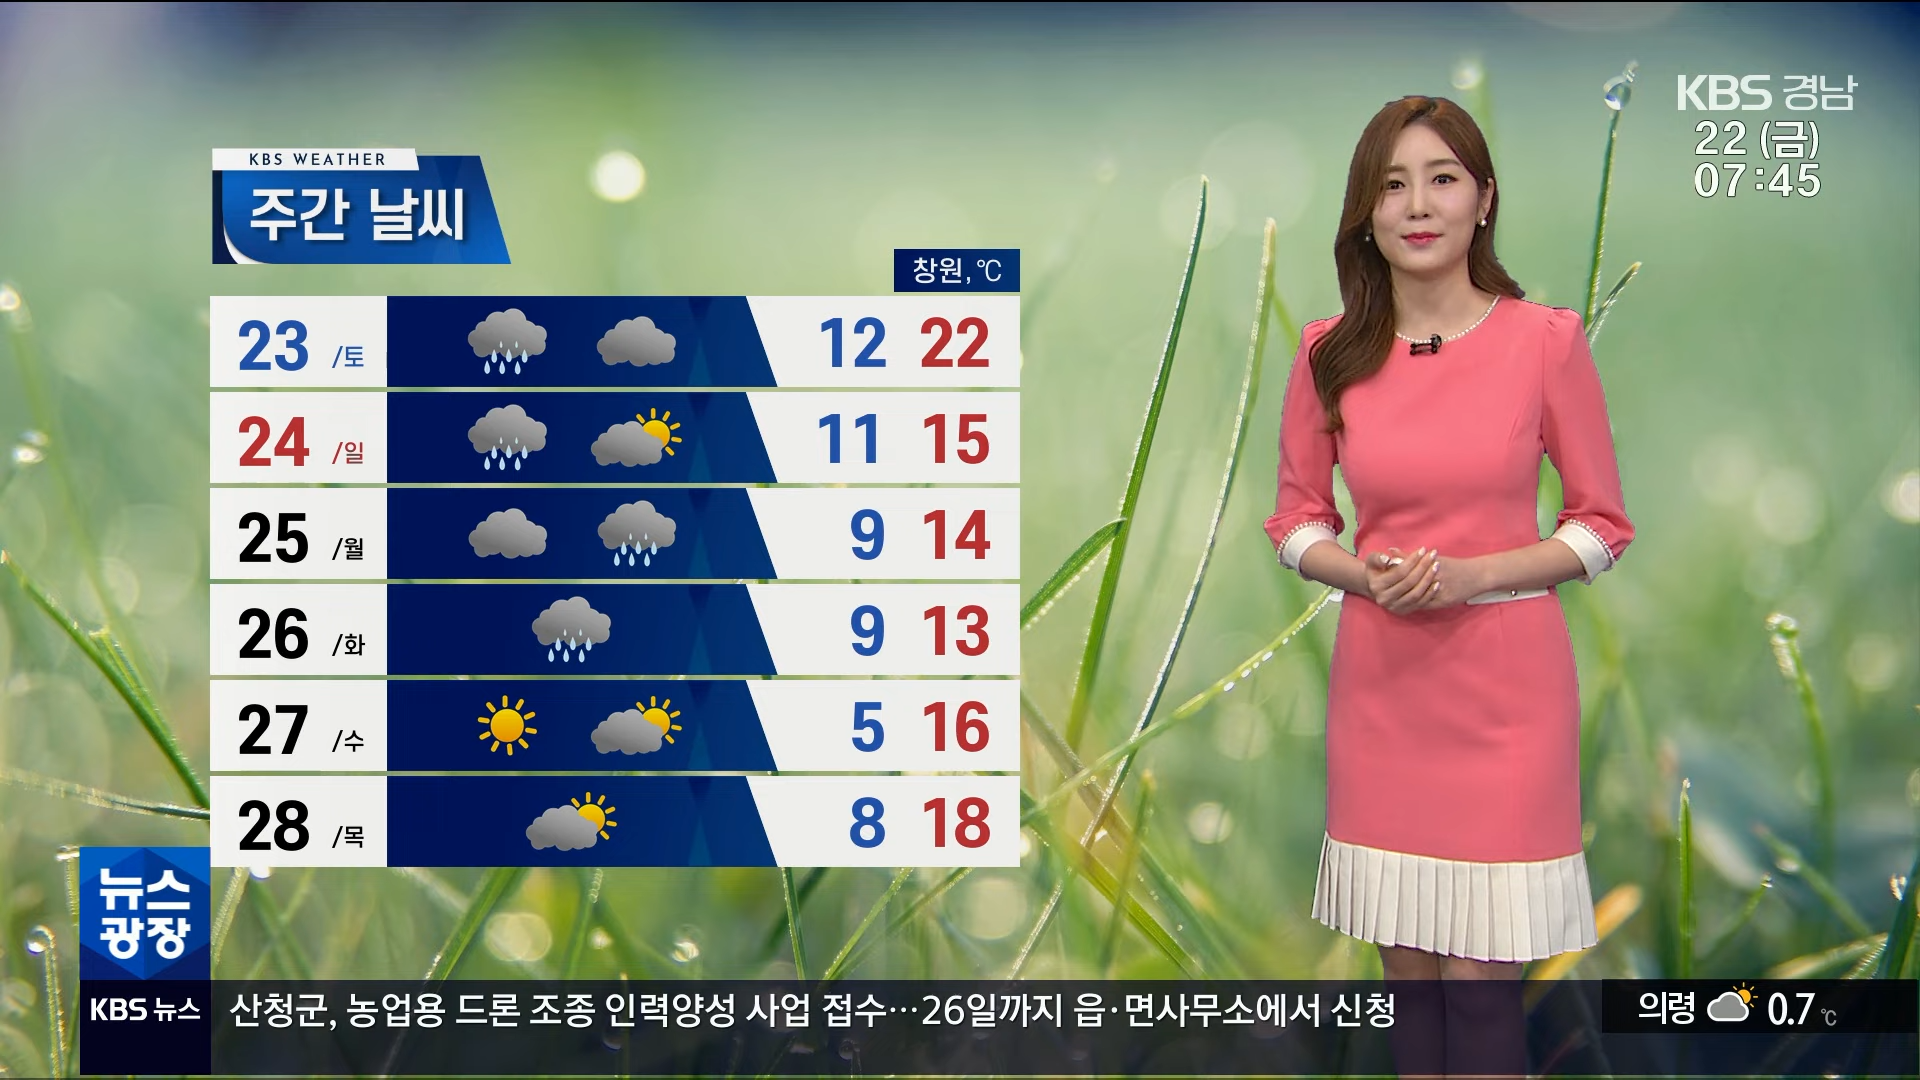 KBS WEATHER
주간 날씨
KBS 경남
22 (금)
07:45
창원, ℃
23 /토 12 22
24 /일 11 15
25 /월 9 14
26 /화 9 13
27 /수 5 16
28 /목 8 18
뉴스
광장
KBS 뉴스 산청군, 농업용 드론 조종 인력양성 사업 접수…26일까지 읍·면사무소에서 신청
의령 0.7 ℃